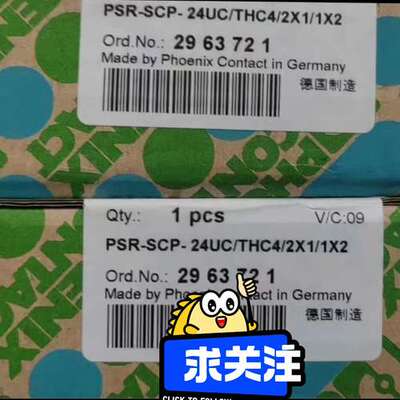 PSR-SCP- 24UC/THC4/2X1/1X2
Ord.No.: 29 63 72 1
Made by Phoenix Contact in Germany
德国制造
Qty.: 1 pcs V/C:09
PSR-SCP- 24UC/THC4/2X1/1X2
Ord.No.: 29 63 72 1
Made by Phoenix Contact in Germany
德国制造
求关注